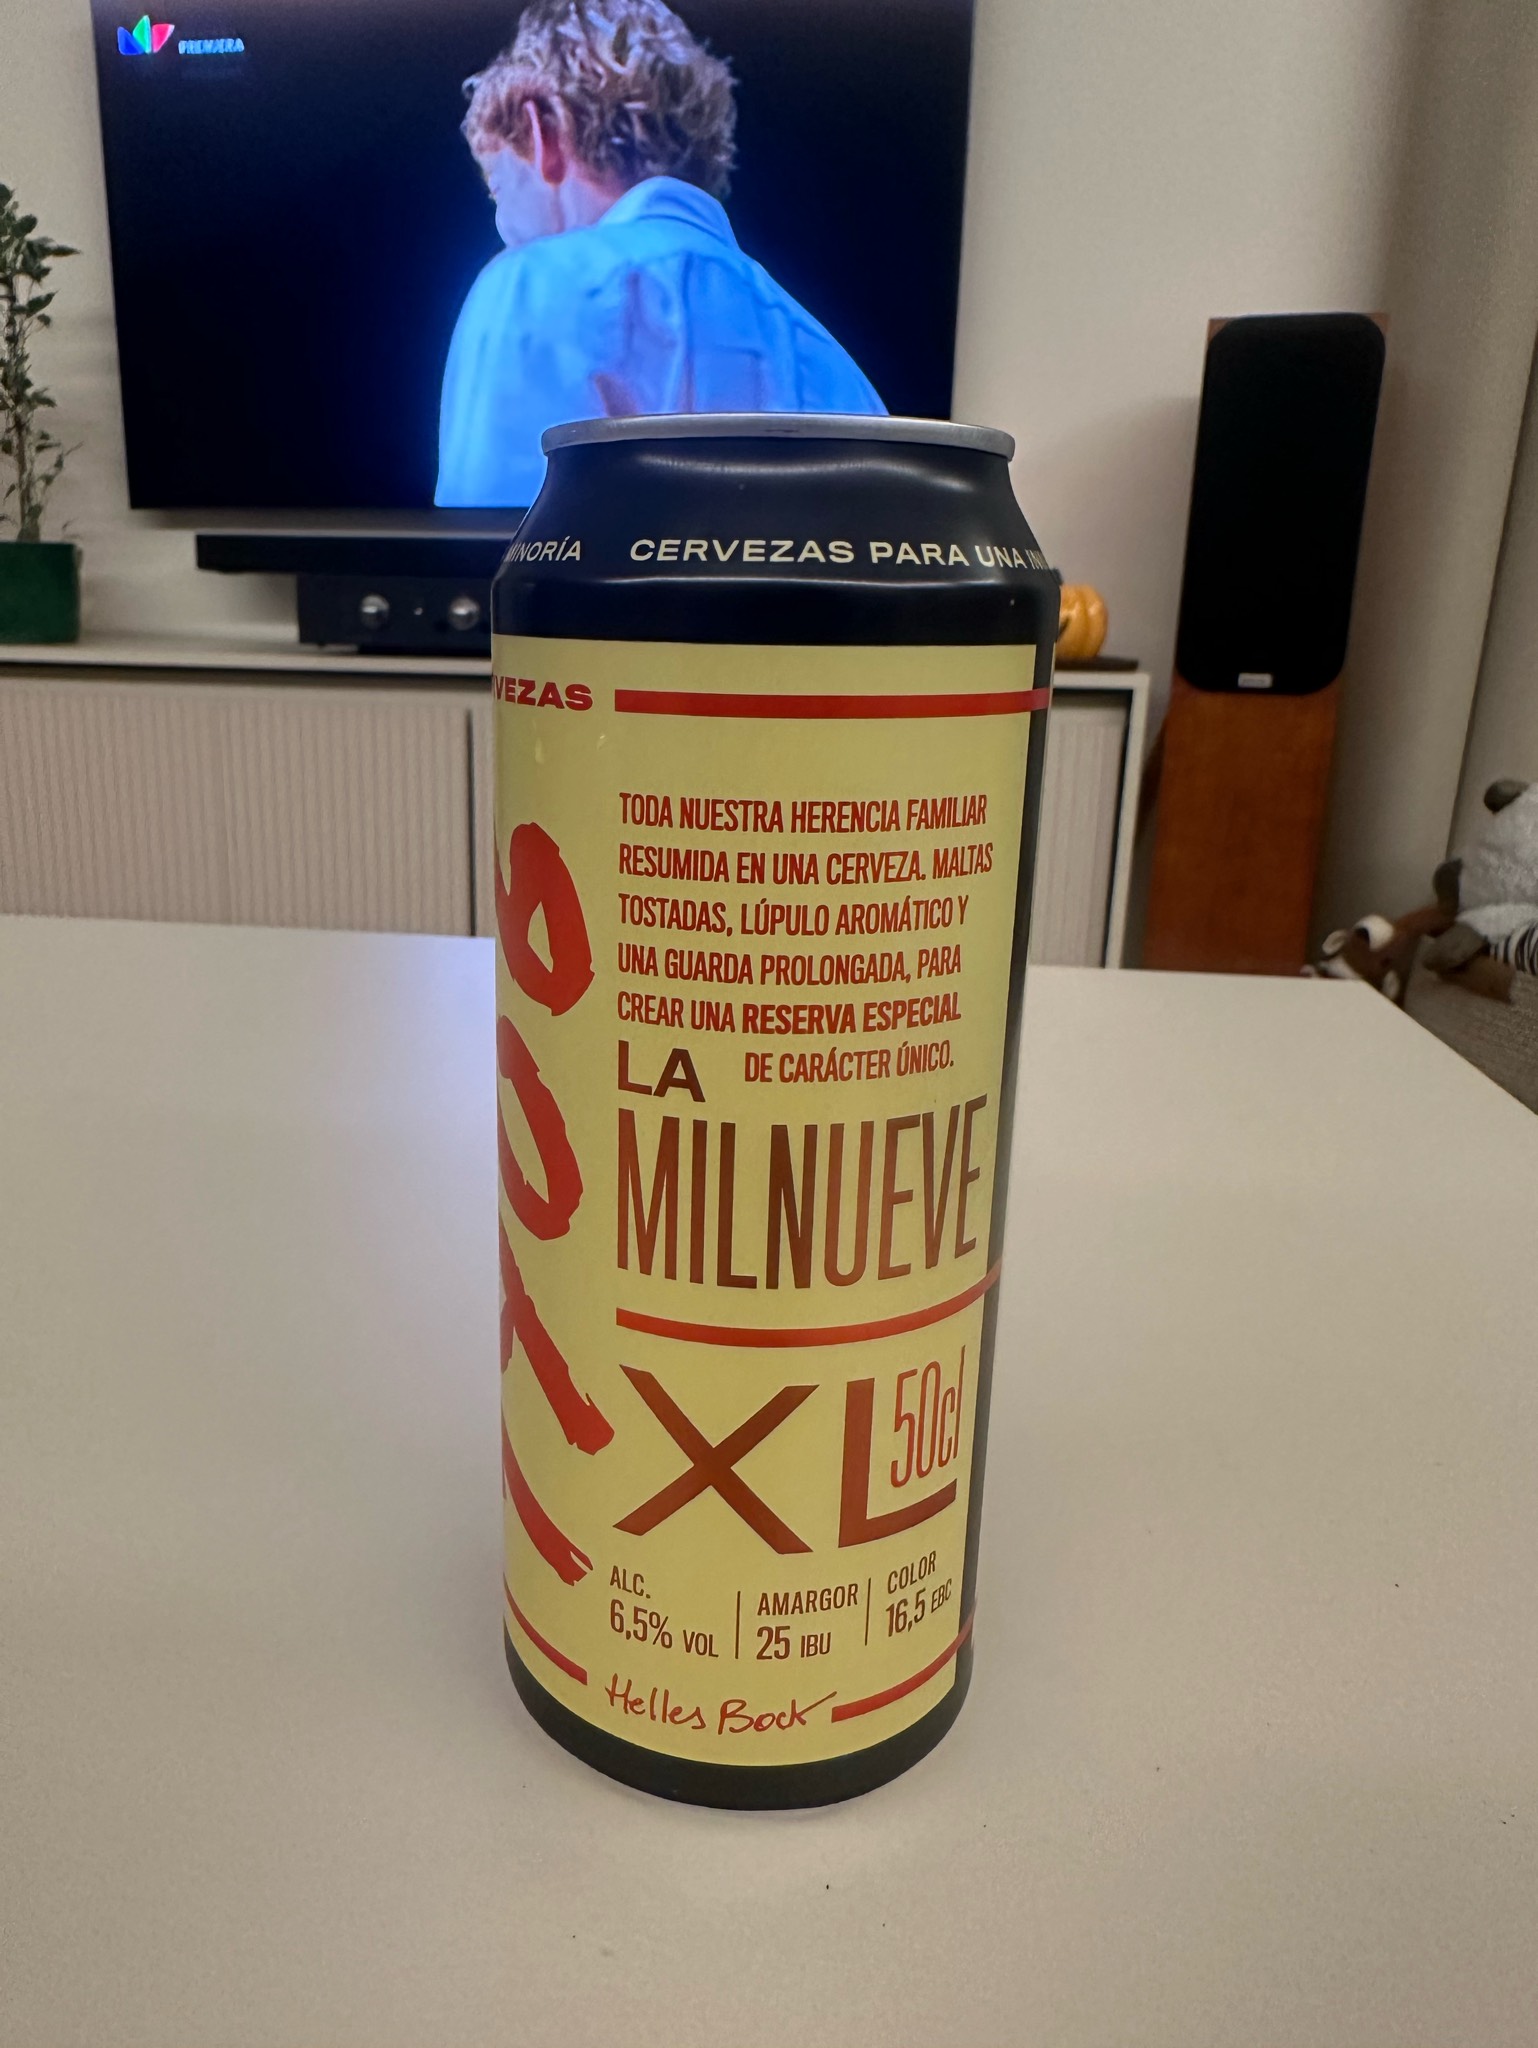 PREMIERA
MINORÍA CERVEZAS PARA UNA
TODA NUESTRA HERENCIA FAMILIAR
RESUMIDA EN UNA CERVEZA. MALTAS
TOSTADAS, LÚPULO AROMÁTICO Y
UNA GUARDA PROLONGADA, PARA
CREAR UNA RESERVA ESPECIAL
DE CARÁCTER ÚNICO.
LA
MILNUEVE
XL 50cl
ALC.
6,5% VOL
AMARGOR
25 IBU
COLOR
16,5 EBC
Helles Bock